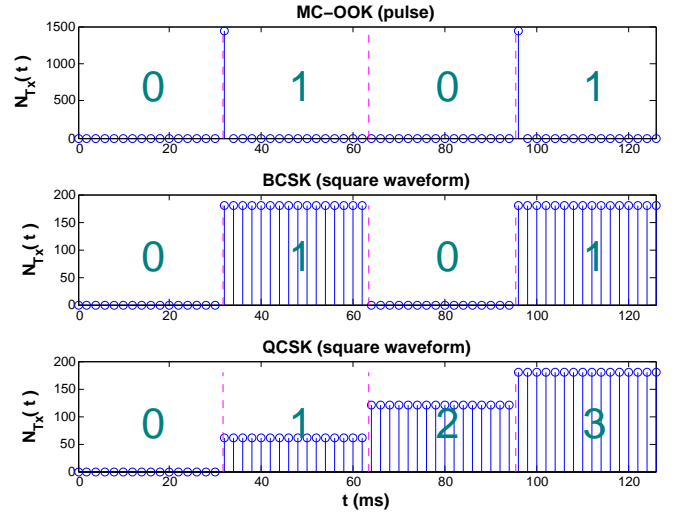 MC-OOK (pulse)
N_Tx(t)
1500
1000
500
0
0 1 0 1
0 20 40 60 80 100 120
BCSK (square waveform)
N_Tx(t)
200
150
100
50
0
0 1 0 1
0 20 40 60 80 100 120
QCSK (square waveform)
N_Tx(t)
200
150
100
50
0
0 1 2 3
0 20 40 60 80 100 120
t (ms)